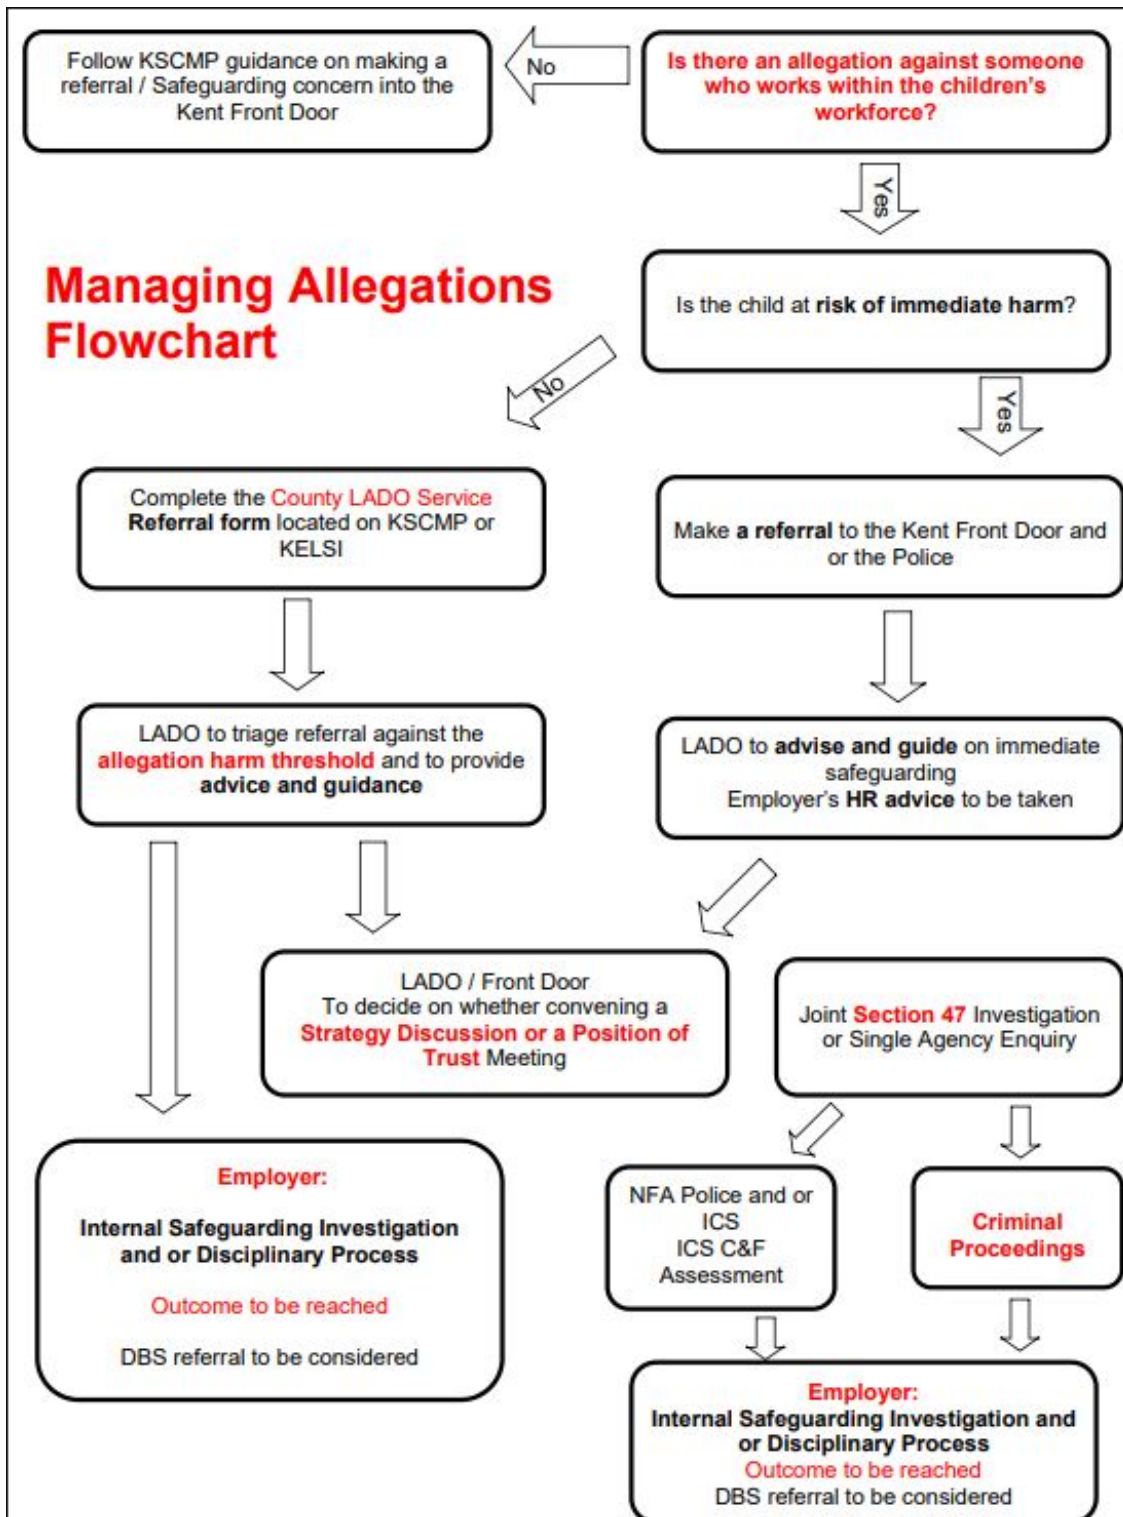 Follow KSCMP guidance on making a
referral / Safeguarding concern into the
Kent Front Door
No
Is there an allegation against someone
who works within the children's
workforce?
Yes
Managing Allegations
Flowchart
Is the child at risk of immediate harm?
No
Yes
Complete the County LADO Service
Referral form located on KSCMP or
KELSI
Make a referral to the Kent Front Door and
or the Police
LADO to triage referral against the
allegation harm threshold and to provide
advice and guidance
LADO to advise and guide on immediate
safeguarding
Employer's HR advice to be taken
LADO / Front Door
To decide on whether convening a
Strategy Discussion or a Position of
Trust Meeting
Joint Section 47 Investigation
or Single Agency Enquiry
Employer:
Internal Safeguarding Investigation
and or Disciplinary Process
Outcome to be reached
DBS referral to be considered
NFA Police and or
ICS
ICS C&F
Assessment
Criminal
Proceedings
Employer:
Internal Safeguarding Investigation and
or Disciplinary Process
Outcome to be reached
DBS referral to be considered